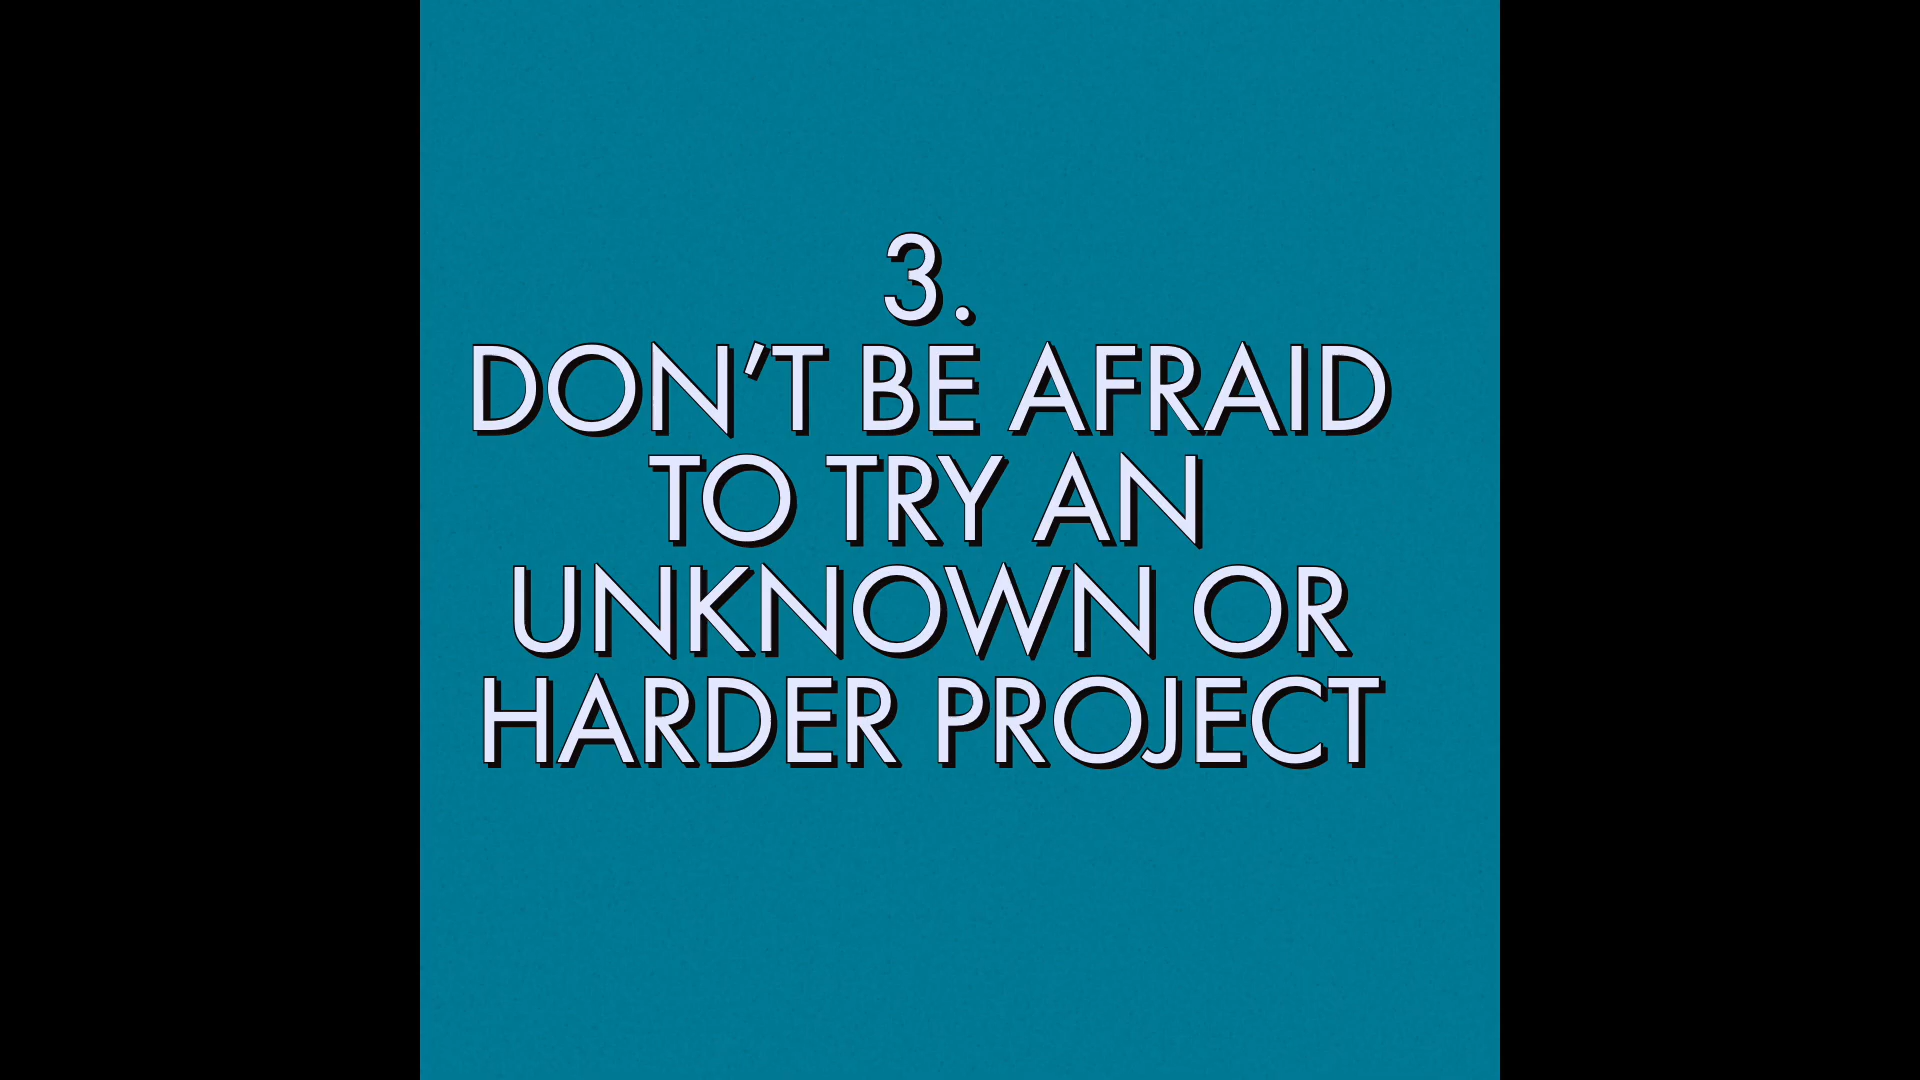 3.
DON'T BE AFRAID
TO TRY AN
UNKNOWN OR
HARDER PROJECT